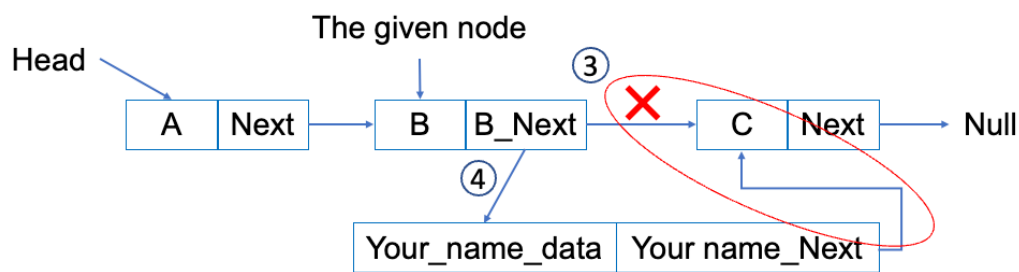 The given node
Head
③
A Next B B_Next C Next Null
④
Your_name_data Your name_Next